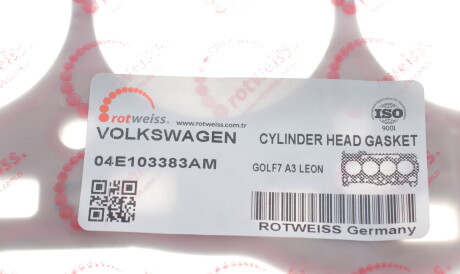 rotweiss.
www.rotweiss.com.tr
VOLKSWAGEN
04E103383AM
CYLINDER HEAD GASKET
ISO
9001
GOLF7 A3 LEON
ROTWEISS Germany